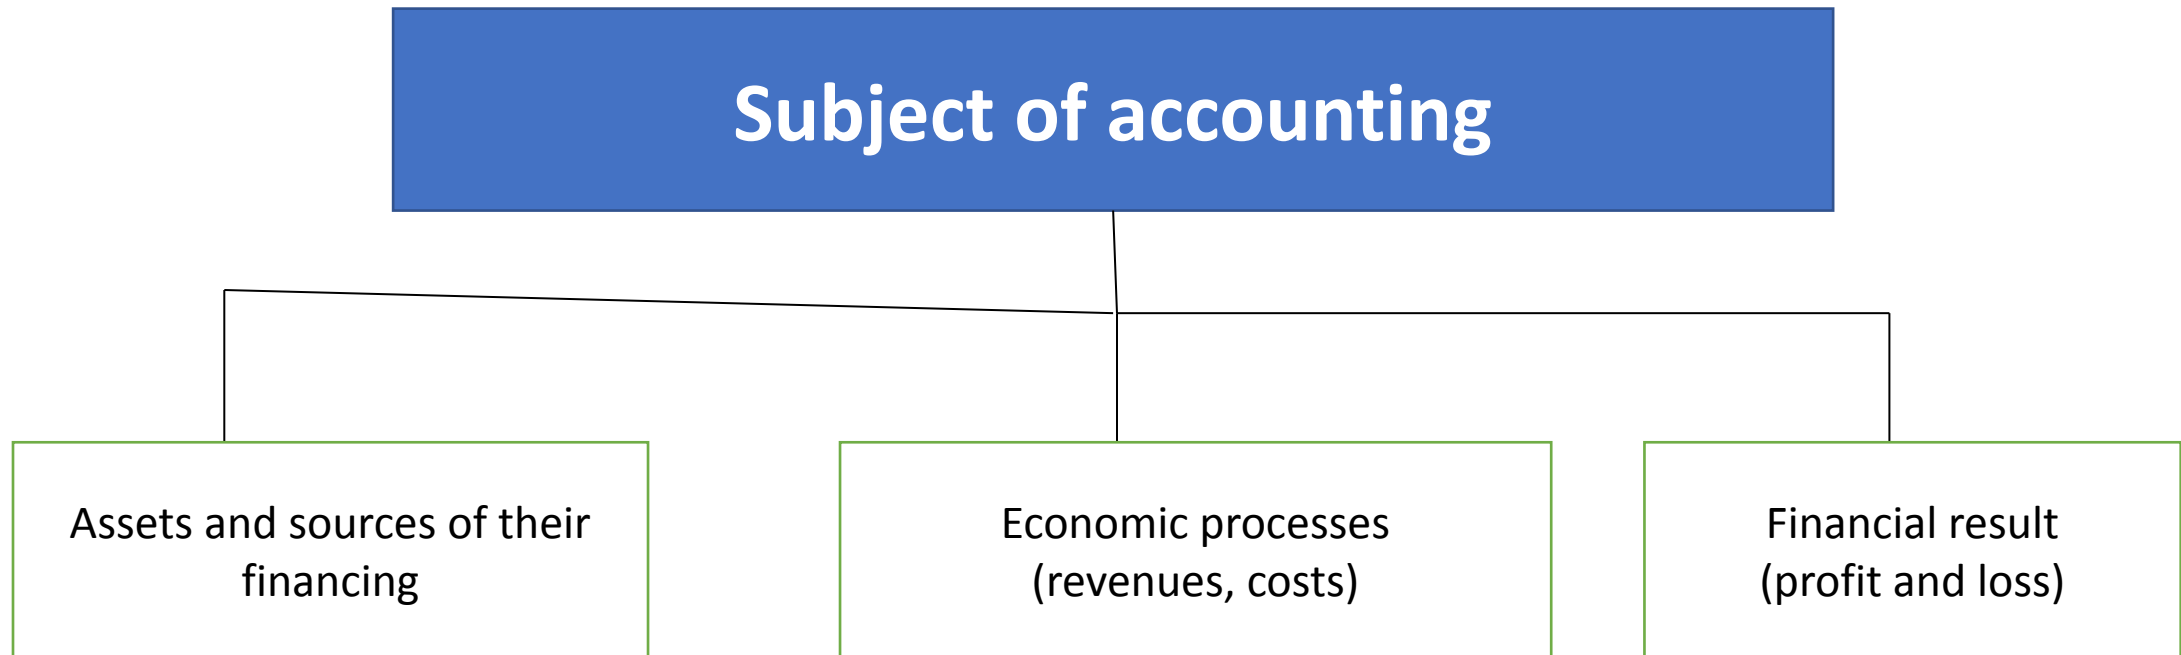 Subject of accounting
Assets and sources of their
financing
Economic processes
(revenues, costs)
Financial result
(profit and loss)